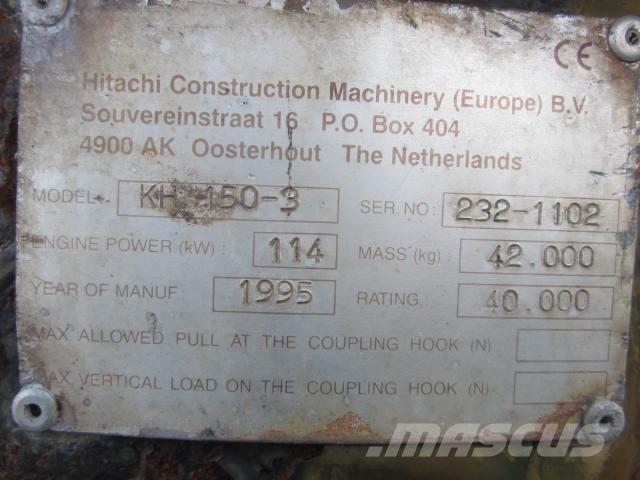 CE
Hitachi Construction Machinery (Europe) B.V.
Souvereinstraat 16 P.O. Box 404
4900 AK Oosterhout The Netherlands
MODEL. KH 150-3 SER. NO: 232-1102
ENGINE POWER (kW) 114 MASS (kg) 42.000
YEAR OF MANUF 1995 RATING. 40.000
MAX ALLOWED PULL AT THE COUPLING HOOK (N)
MAX VERTICAL LOAD ON THE COUPLING HOOK (N)
MASCUS